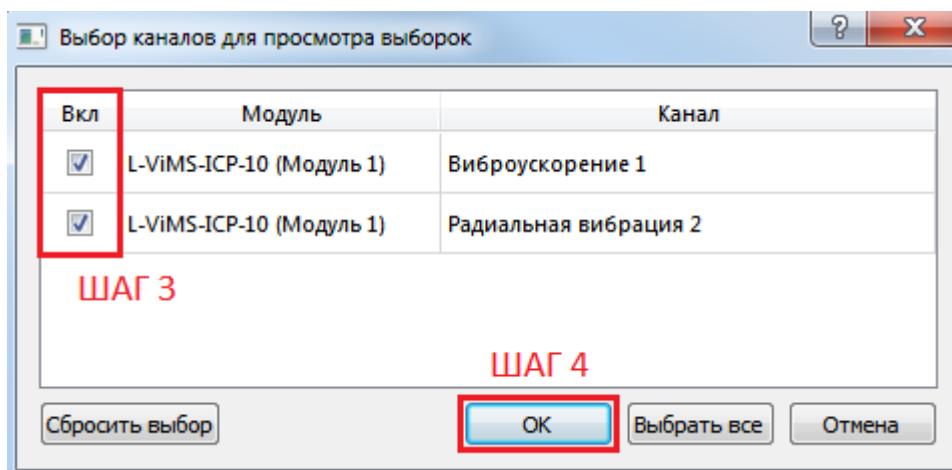 Выбор каналов для просмотра выборок
Вкл Модуль Канал
L-ViMS-ICP-10 (Модуль 1) Виброускорение 1
L-ViMS-ICP-10 (Модуль 1) Радиальная вибрация 2
ШАГ 3
ШАГ 4
Сбросить выбор OK Выбрать все Отмена